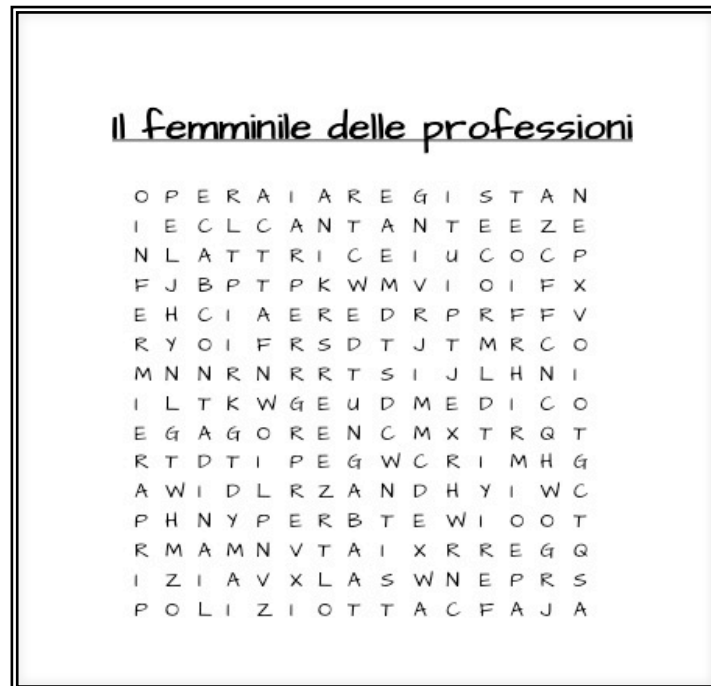 Il femminile delle professioni
O P E R A I A R E G I S T A N
I E C L C A N T A N T E E Z E
N L A T T R I C E I U C O C P
F J B P T P K W M V I O I F X
E H C I A E R E D R P R F F V
R Y O I F R S D T J T M R C O
M N N R N R R T S I J L H N I
I L T K W G E U D M E D I C O
E G A G O R E N C M X T R Q T
R T D T I P E G W C R I M H G
A W I D L R Z A N D H Y I W C
P H N Y P E R B T E W I O O T
R M A M N V T A I X R R E G Q
I Z I A V X L A S W N E P R S
P O L I Z I O T T A C F A J A